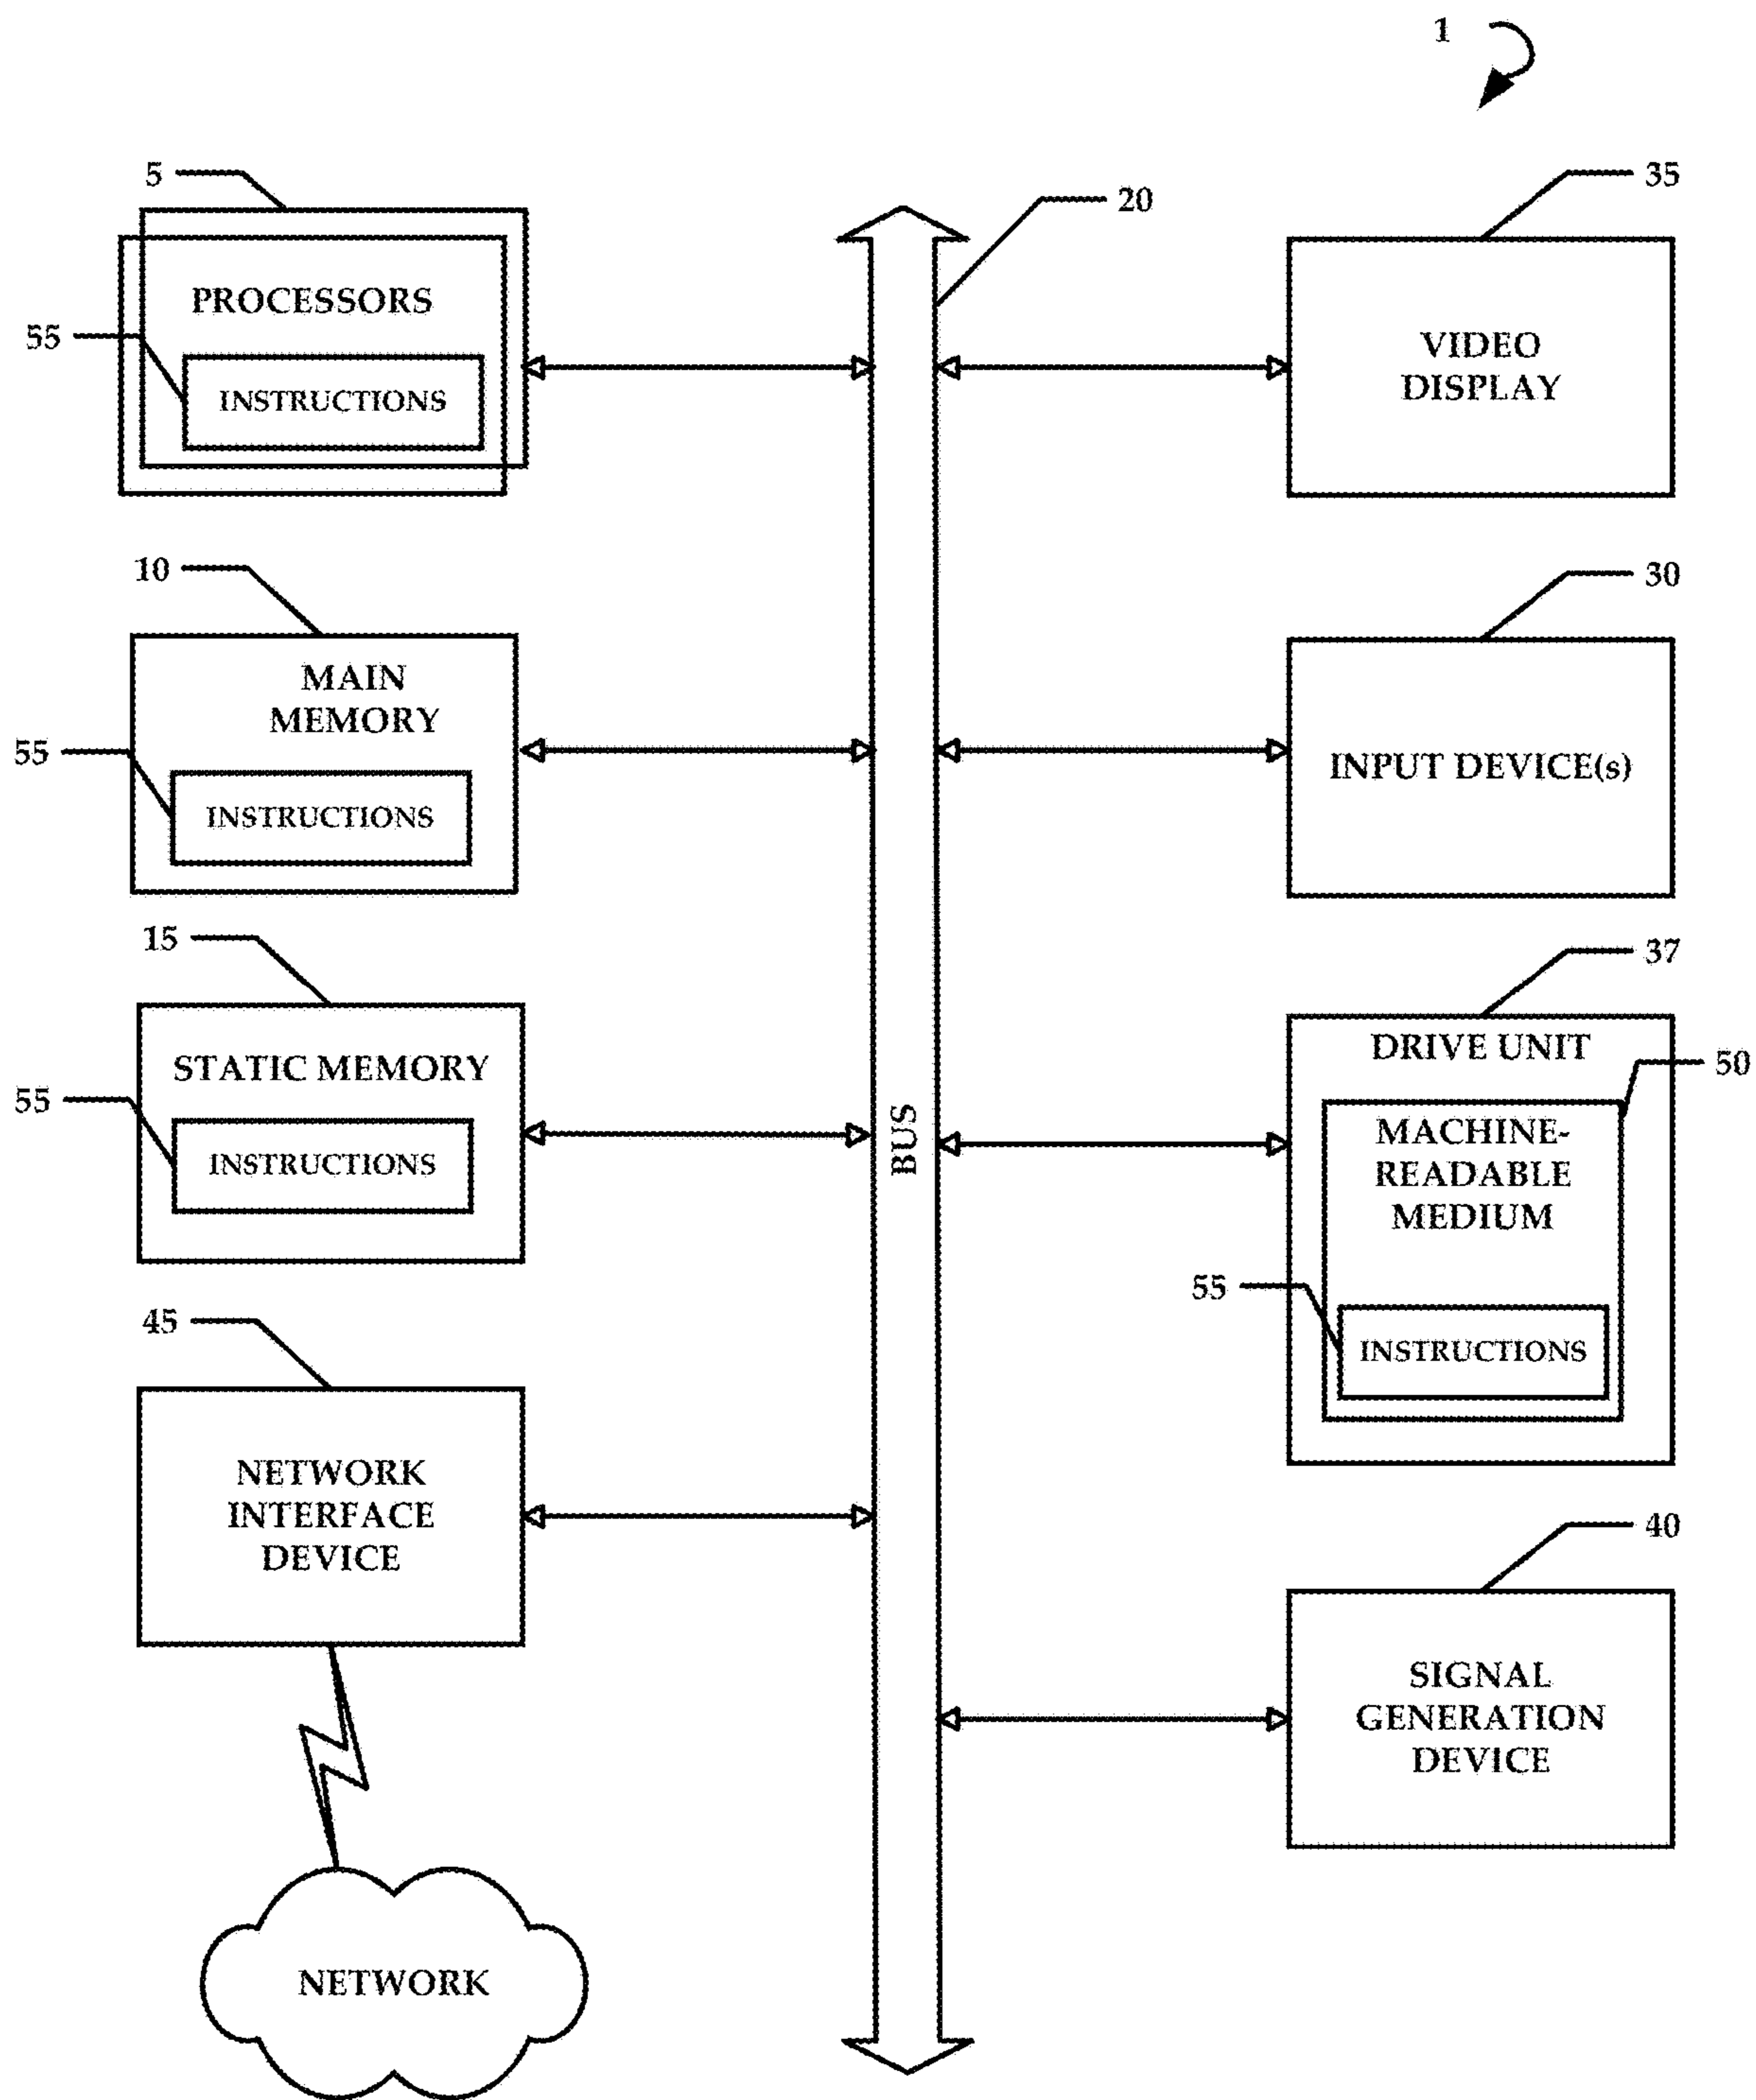 1
5
PROCESSORS
55
INSTRUCTIONS
10
MAIN
MEMORY
55
INSTRUCTIONS
15
STATIC MEMORY
55
INSTRUCTIONS
45
NETWORK
INTERFACE
DEVICE
NETWORK
20
BUS
35
VIDEO
DISPLAY
30
INPUT DEVICE(s)
37
DRIVE UNIT
50
MACHINE-
READABLE
MEDIUM
55
INSTRUCTIONS
40
SIGNAL
GENERATION
DEVICE